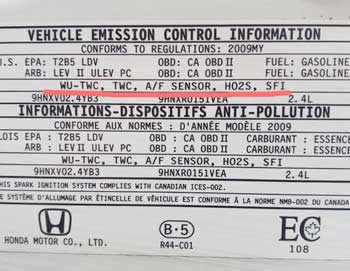 VEHICLE EMISSION CONTROL INFORMATION
CONFORMS TO REGULATIONS: 2009MY
.S. EPA: T2B5 LDV OBD: CA OBD II FUEL: GASOLINE
ARB: LEV II ULEV PC OBD: CA OBD II FUEL: GASOLINE
WU-TWC, TWC, A/F SENSOR, HO2S, SFI
9HNXV02.4YB3 9HNXR0151VEA 2.4L
INFORMATIONS-DISPOSITIFS ANTI-POLLUTION
CONFORME AUX NORMES : D'ANNÉE MODÈLE 2009
LOIS EPA : T2B5 LDV OBD : CA OBD II CARBURANT : ESSENCE
ARB : LEV II ULEV PC OBD : CA OBD II CARBURANT : ESSENCE
WU-TWC, TWC, A/F SENSOR, HO2S, SFI
9HNXV02.4YB3 9HNXR0151VEA 2.4L
THIS SPARK IGNITION SYSTEM COMPLIES WITH CANADIAN ICES-002.
SYSTÈME D'ALLUMAGE PAR ÉTINCELLE DE VÉHICULE EST CONFORME À LA NORME NMB-002 DU CANADA
HONDA MOTOR CO., LTD.
B·5
R44-C01
EC
108